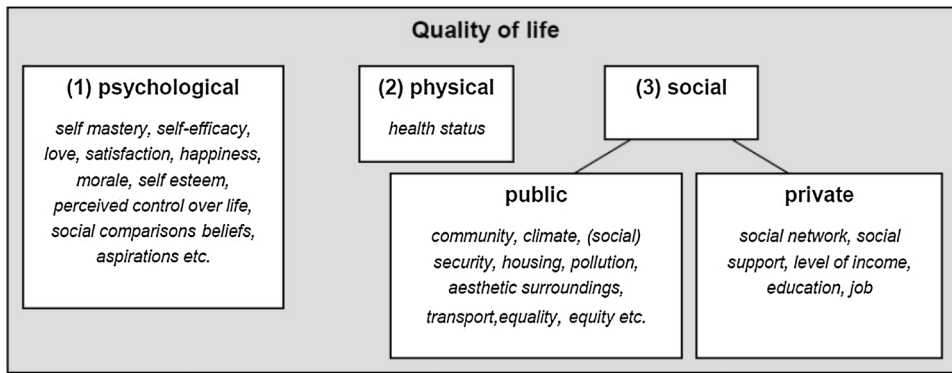 Quality of life
(1) psychological
self mastery, self-efficacy,
love, satisfaction, happiness,
morale, self esteem,
perceived control over life,
social comparisons beliefs,
aspirations etc.
(2) physical
health status
(3) social
public
community, climate, (social)
security, housing, pollution,
aesthetic surroundings,
transport,equality, equity etc.
private
social network, social
support, level of income,
education, job